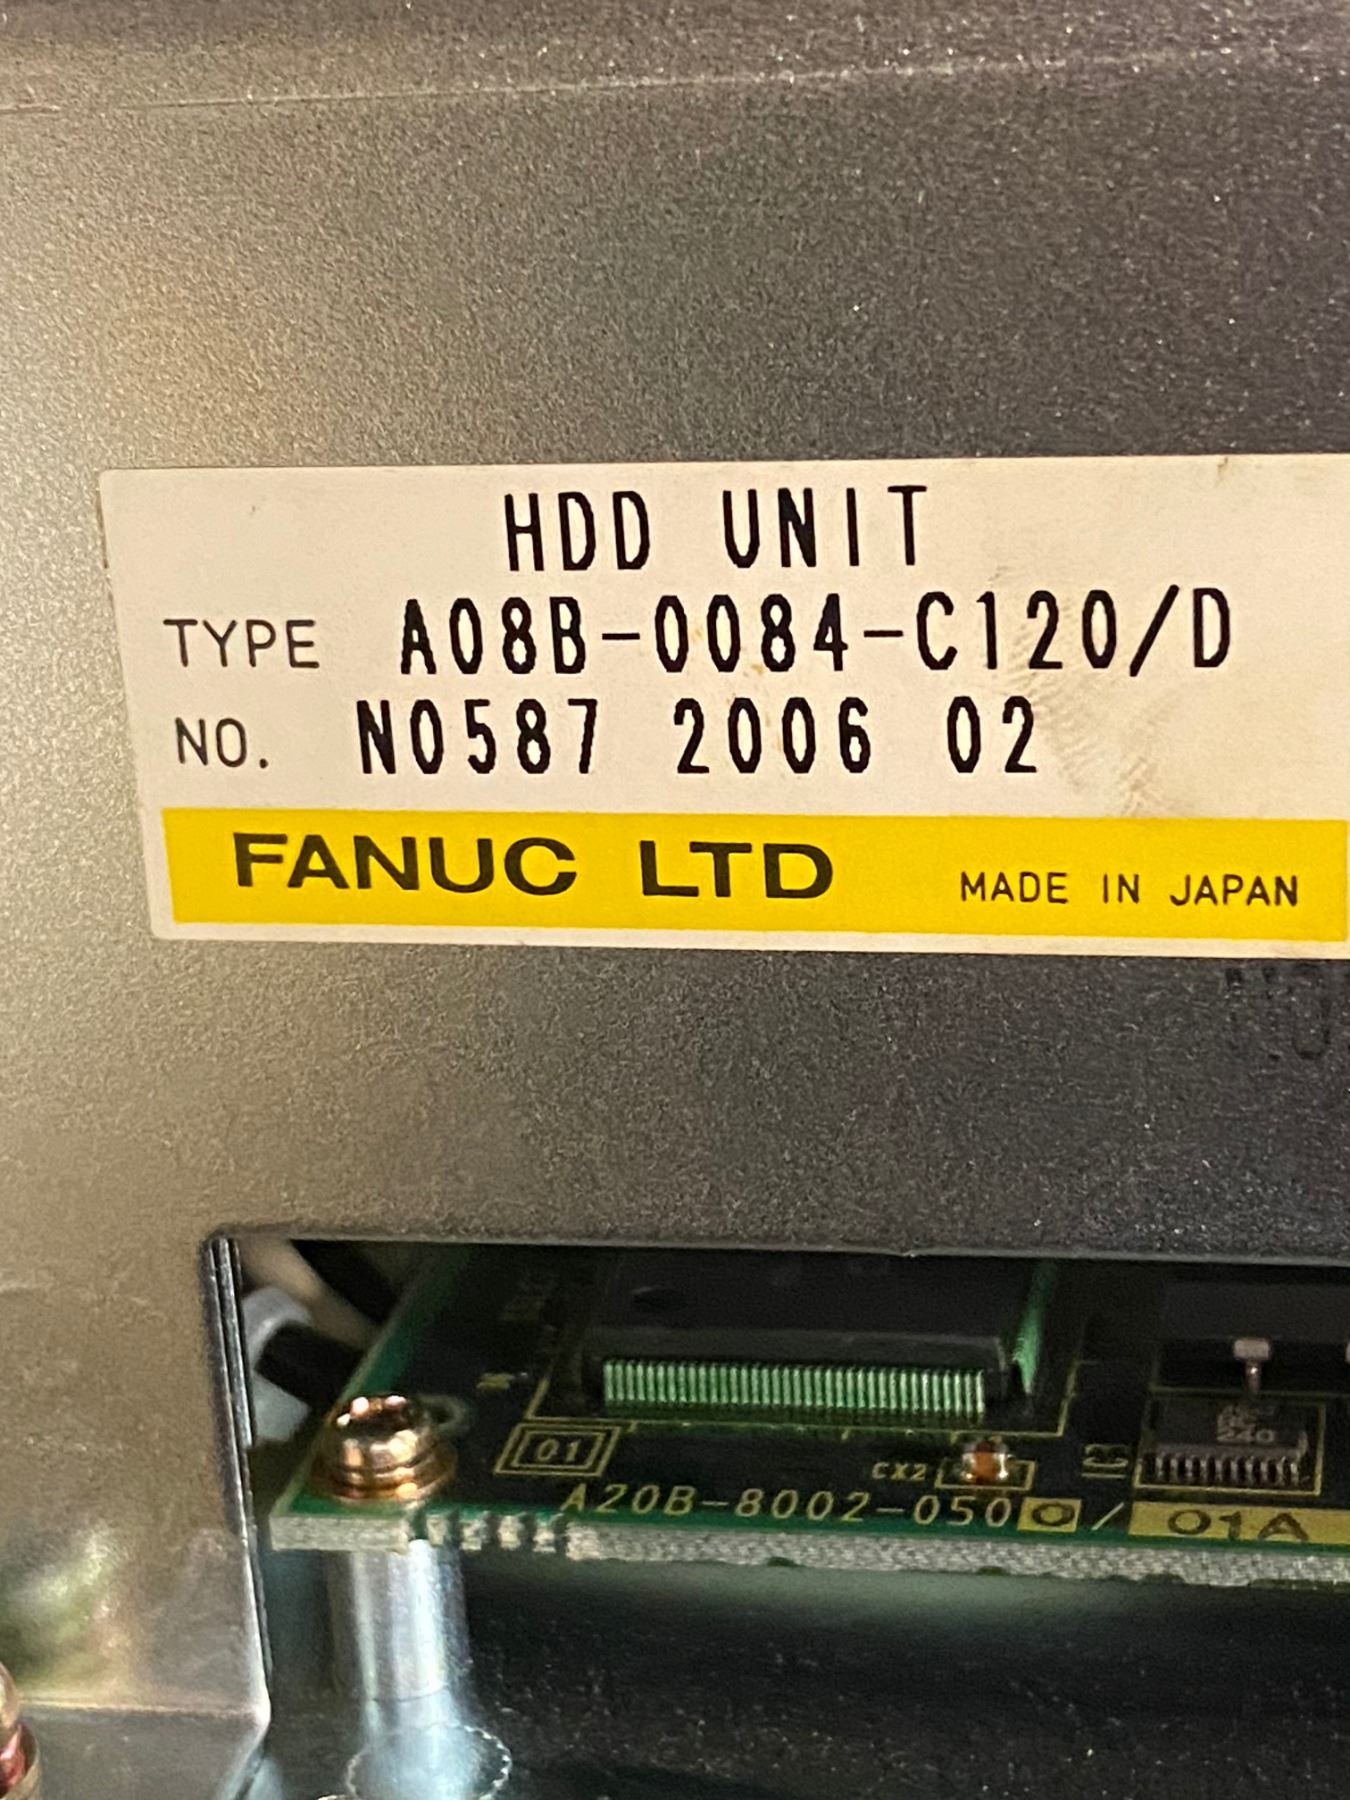 HDD UNIT
TYPE A08B-0084-C120/D
NO. N0587 2006 02
FANUC LTD MADE IN JAPAN
01
CX2
A20B-8002-0500/01A